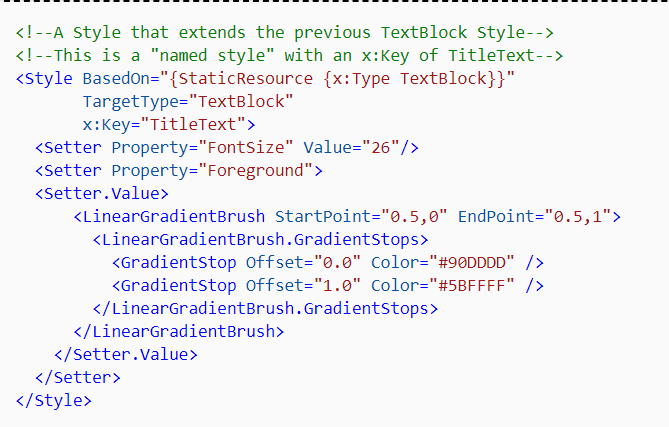 <!--A Style that extends the previous TextBlock Style-->
<!--This is a "named style" with an x:Key of TitleText-->
<Style BasedOn="{StaticResource {x:Type TextBlock}}"
       TargetType="TextBlock"
       x:Key="TitleText">
  <Setter Property="FontSize" Value="26"/>
  <Setter Property="Foreground">
  <Setter.Value>
      <LinearGradientBrush StartPoint="0.5,0" EndPoint="0.5,1">
        <LinearGradientBrush.GradientStops>
          <GradientStop Offset="0.0" Color="#90DDDD" />
          <GradientStop Offset="1.0" Color="#5BFFFF" />
        </LinearGradientBrush.GradientStops>
      </LinearGradientBrush>
    </Setter.Value>
  </Setter>
</Style>